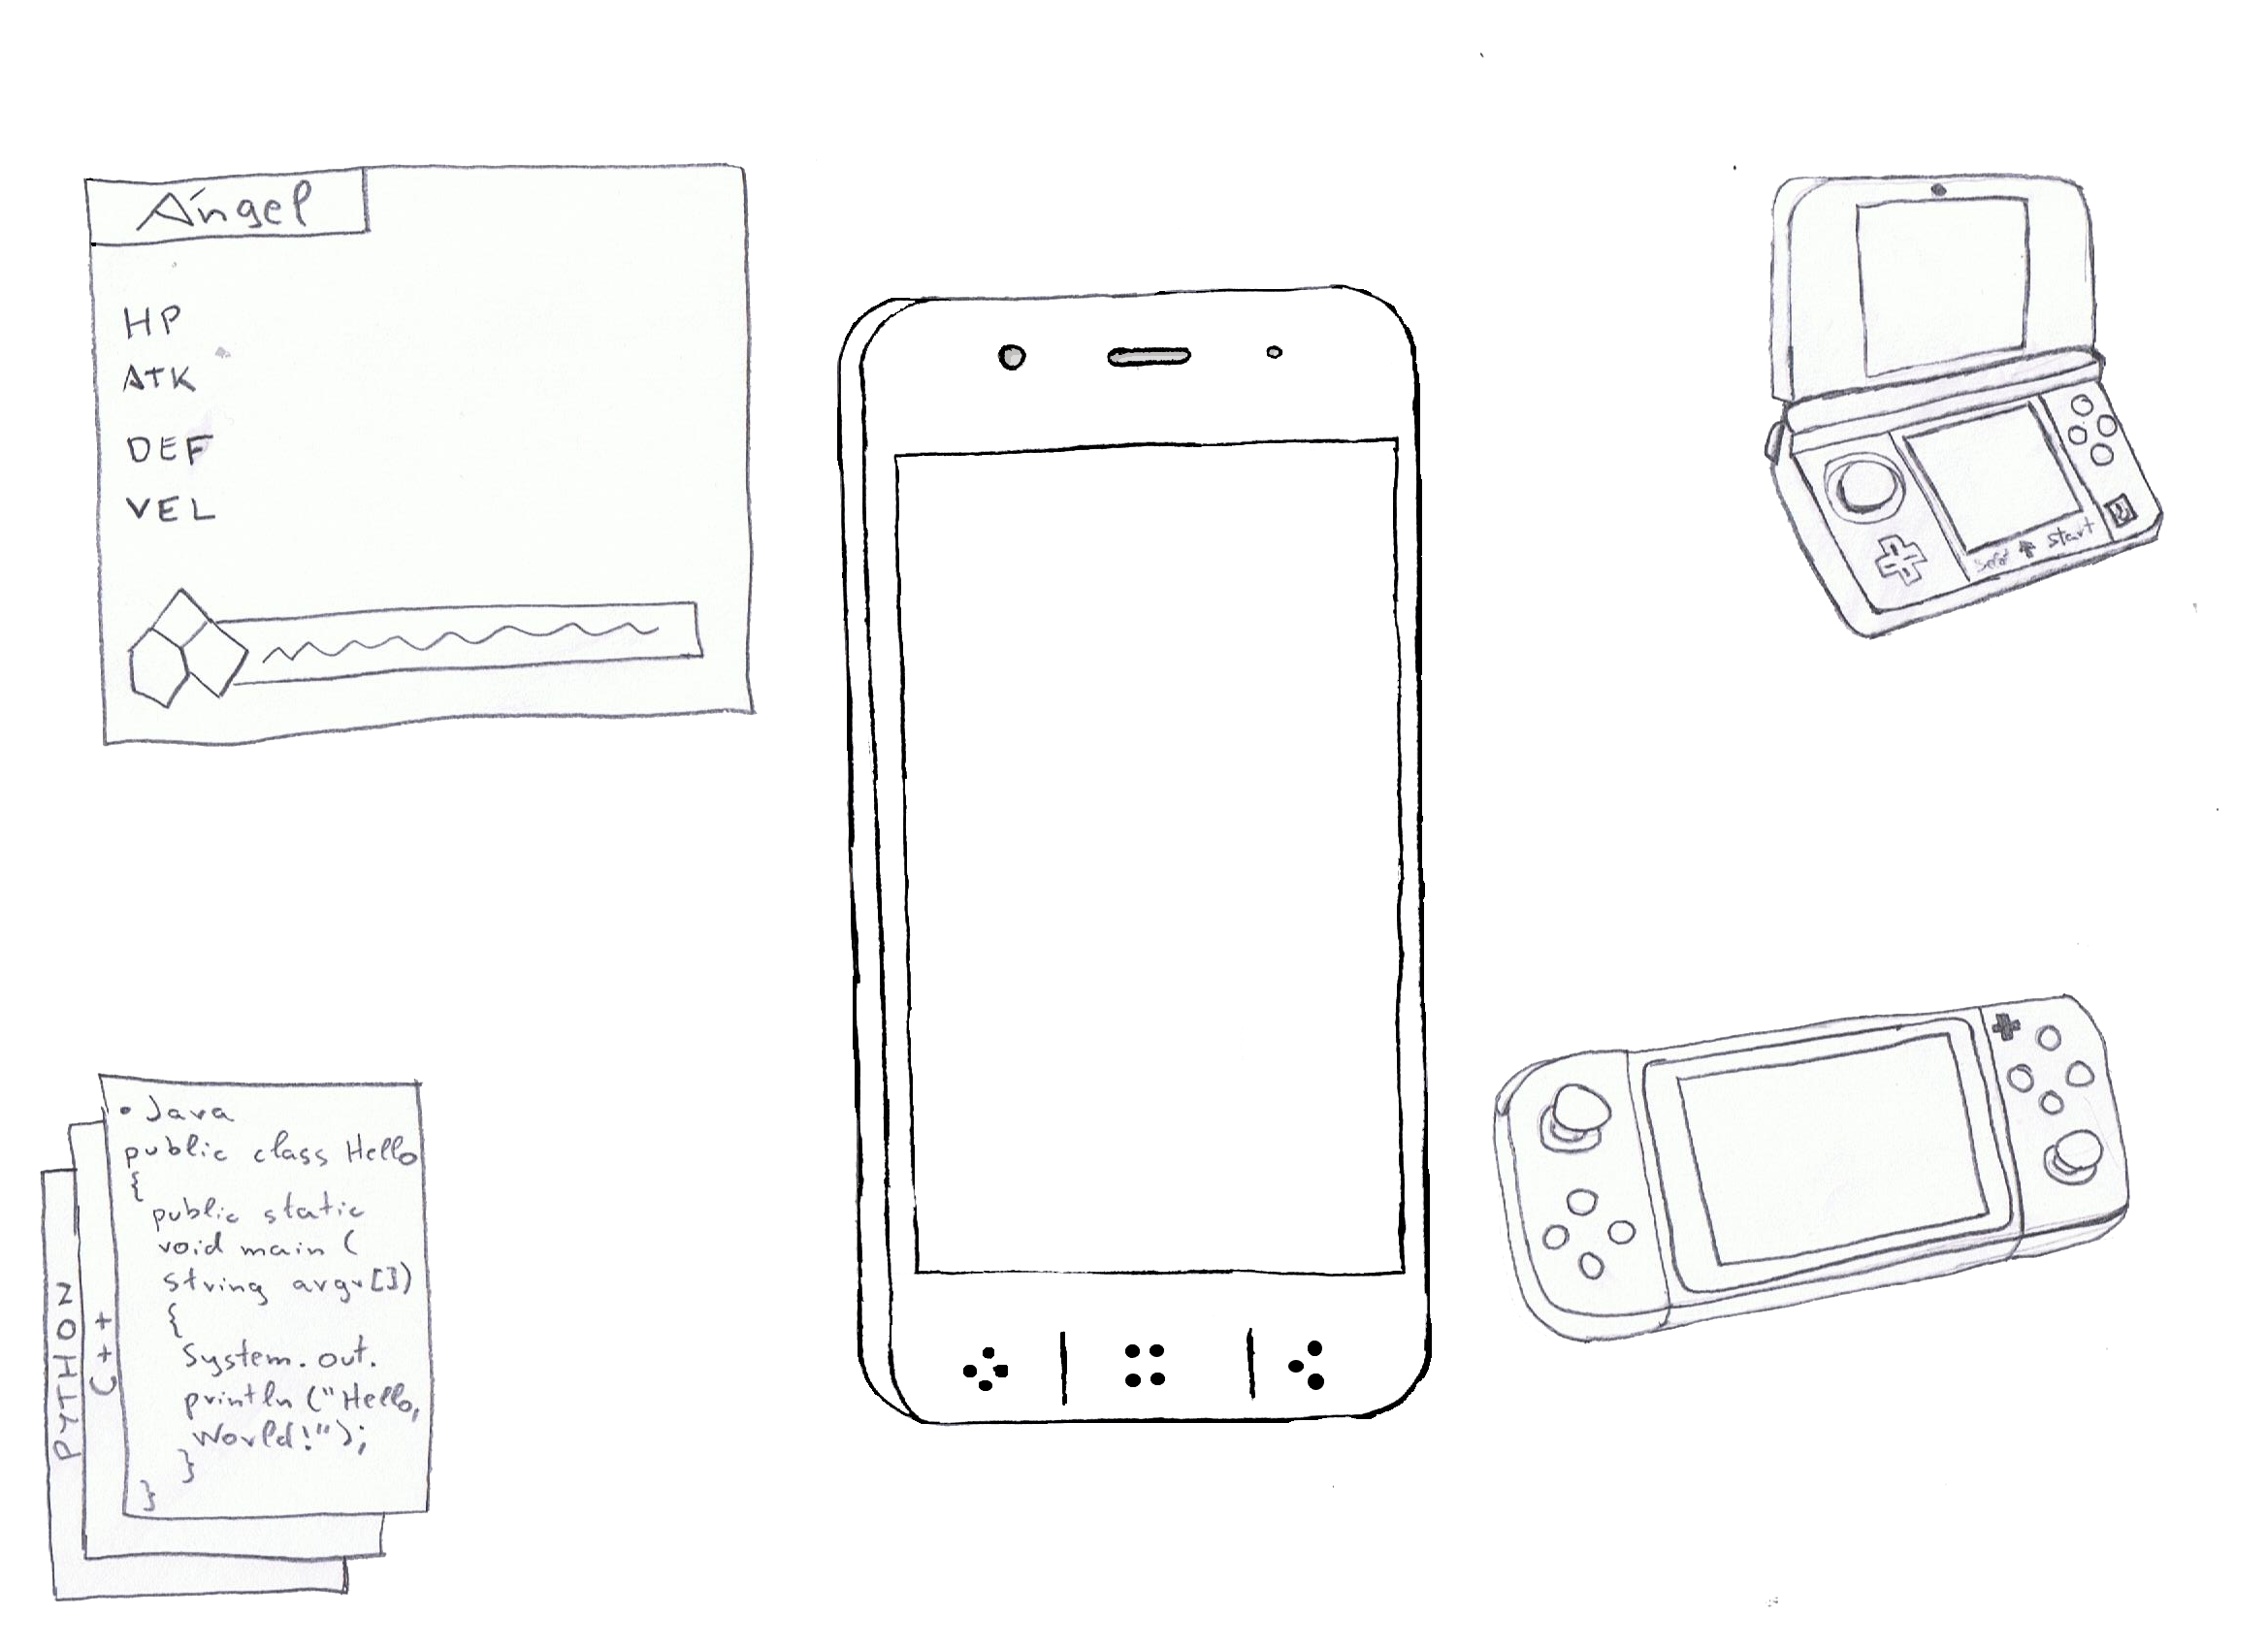 Ángel
HP
ATK
DEF
VEL
Start
• Java
public class Hello
{
public static
void main (
string argv[])
{
System.out.
println ("Hello,
World!");
}
}
C++
PYTHON